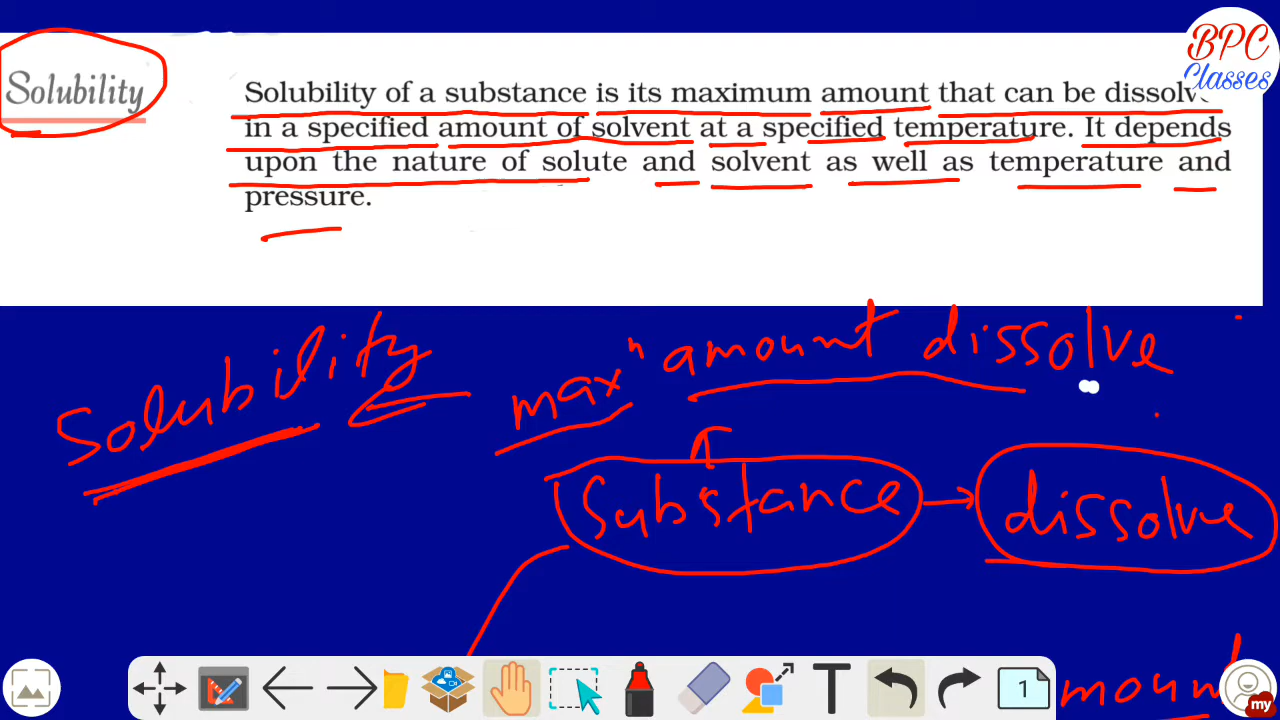 BPC
Classes
Solubility
Solubility of a substance is its maximum amount that can be dissolv
in a specified amount of solvent at a specified temperature. It depends
upon the nature of solute and solvent as well as temperature and
pressure.
Solubility
max" amount dissolve
Substance → dissolve
T
1
my